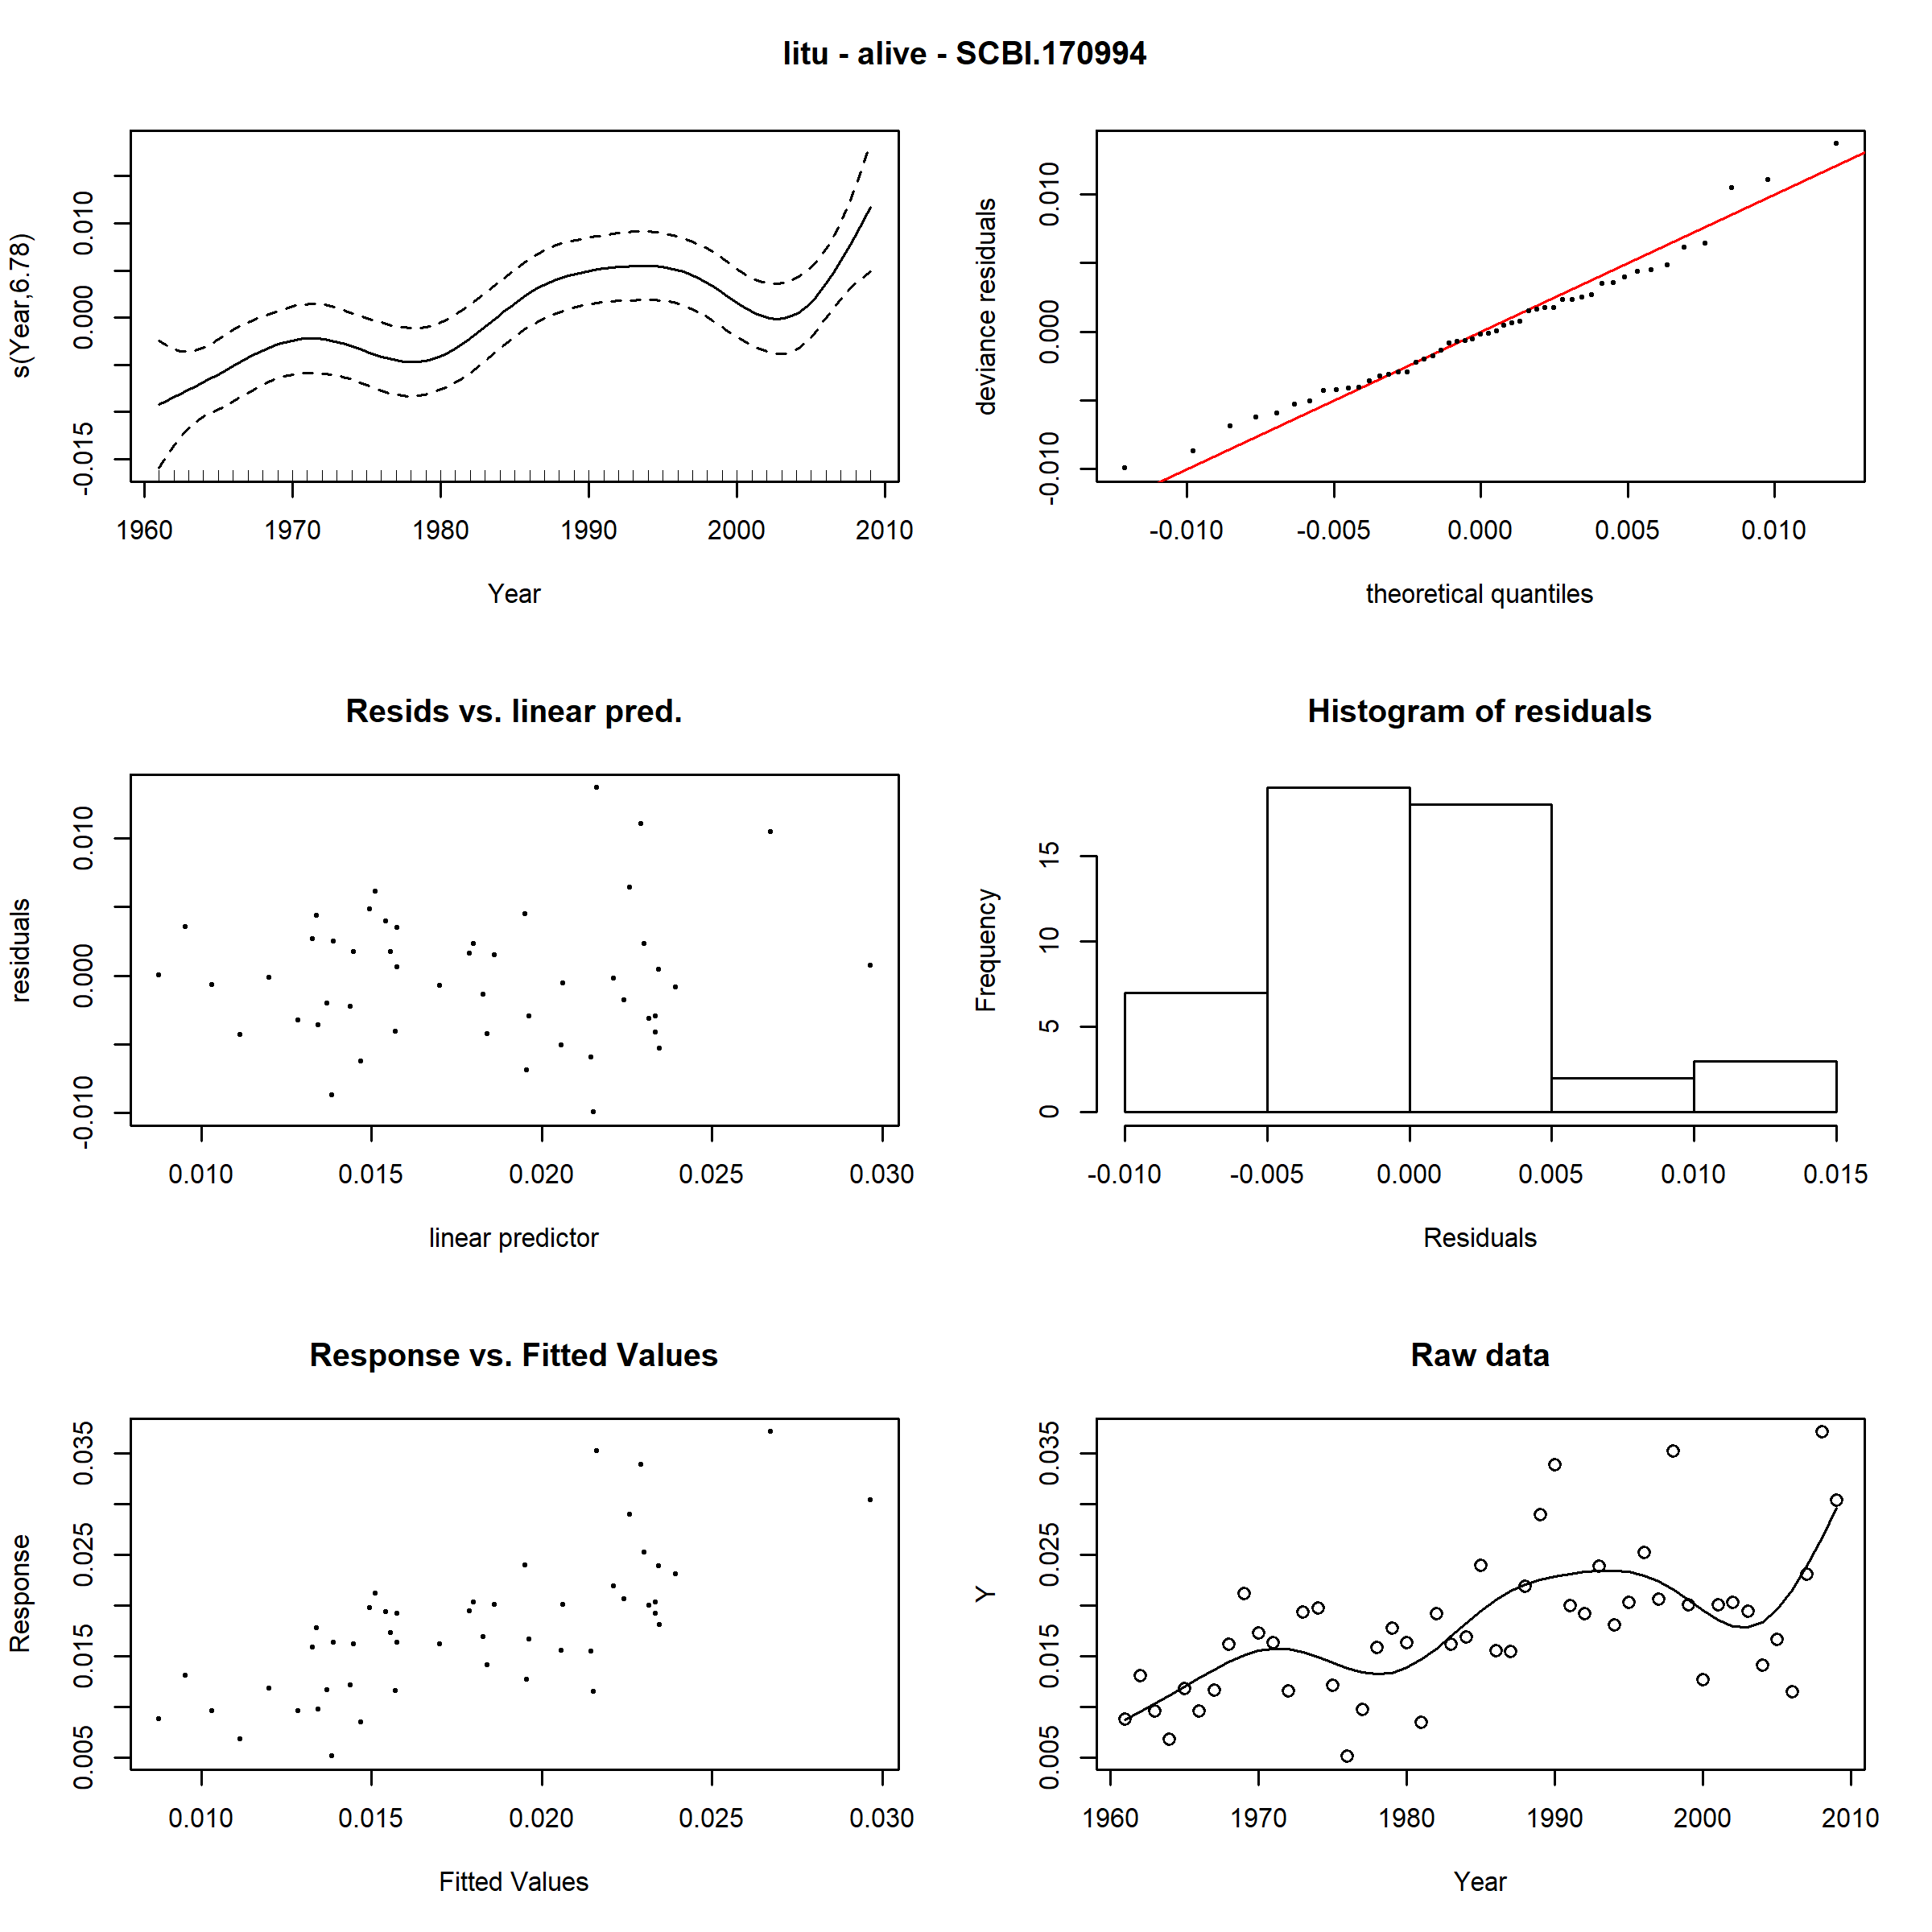 litu - alive - SCBI.170994
s(Year,6.78)
0.010
0.000
-0.015
1960 1970 1980 1990 2000 2010
Year
deviance residuals
0.010
0.000
-0.010
-0.010 -0.005 0.000 0.005 0.010
theoretical quantiles
Resids vs. linear pred.
residuals
0.010
0.000
-0.010
0.010 0.015 0.020 0.025 0.030
linear predictor
Histogram of residuals
Frequency
15
10
5
0
-0.010 -0.005 0.000 0.005 0.010 0.015
Residuals
Response vs. Fitted Values
Response
0.035
0.025
0.015
0.005
0.010 0.015 0.020 0.025 0.030
Fitted Values
Raw data
Y
0.035
0.025
0.015
0.005
1960 1970 1980 1990 2000 2010
Year